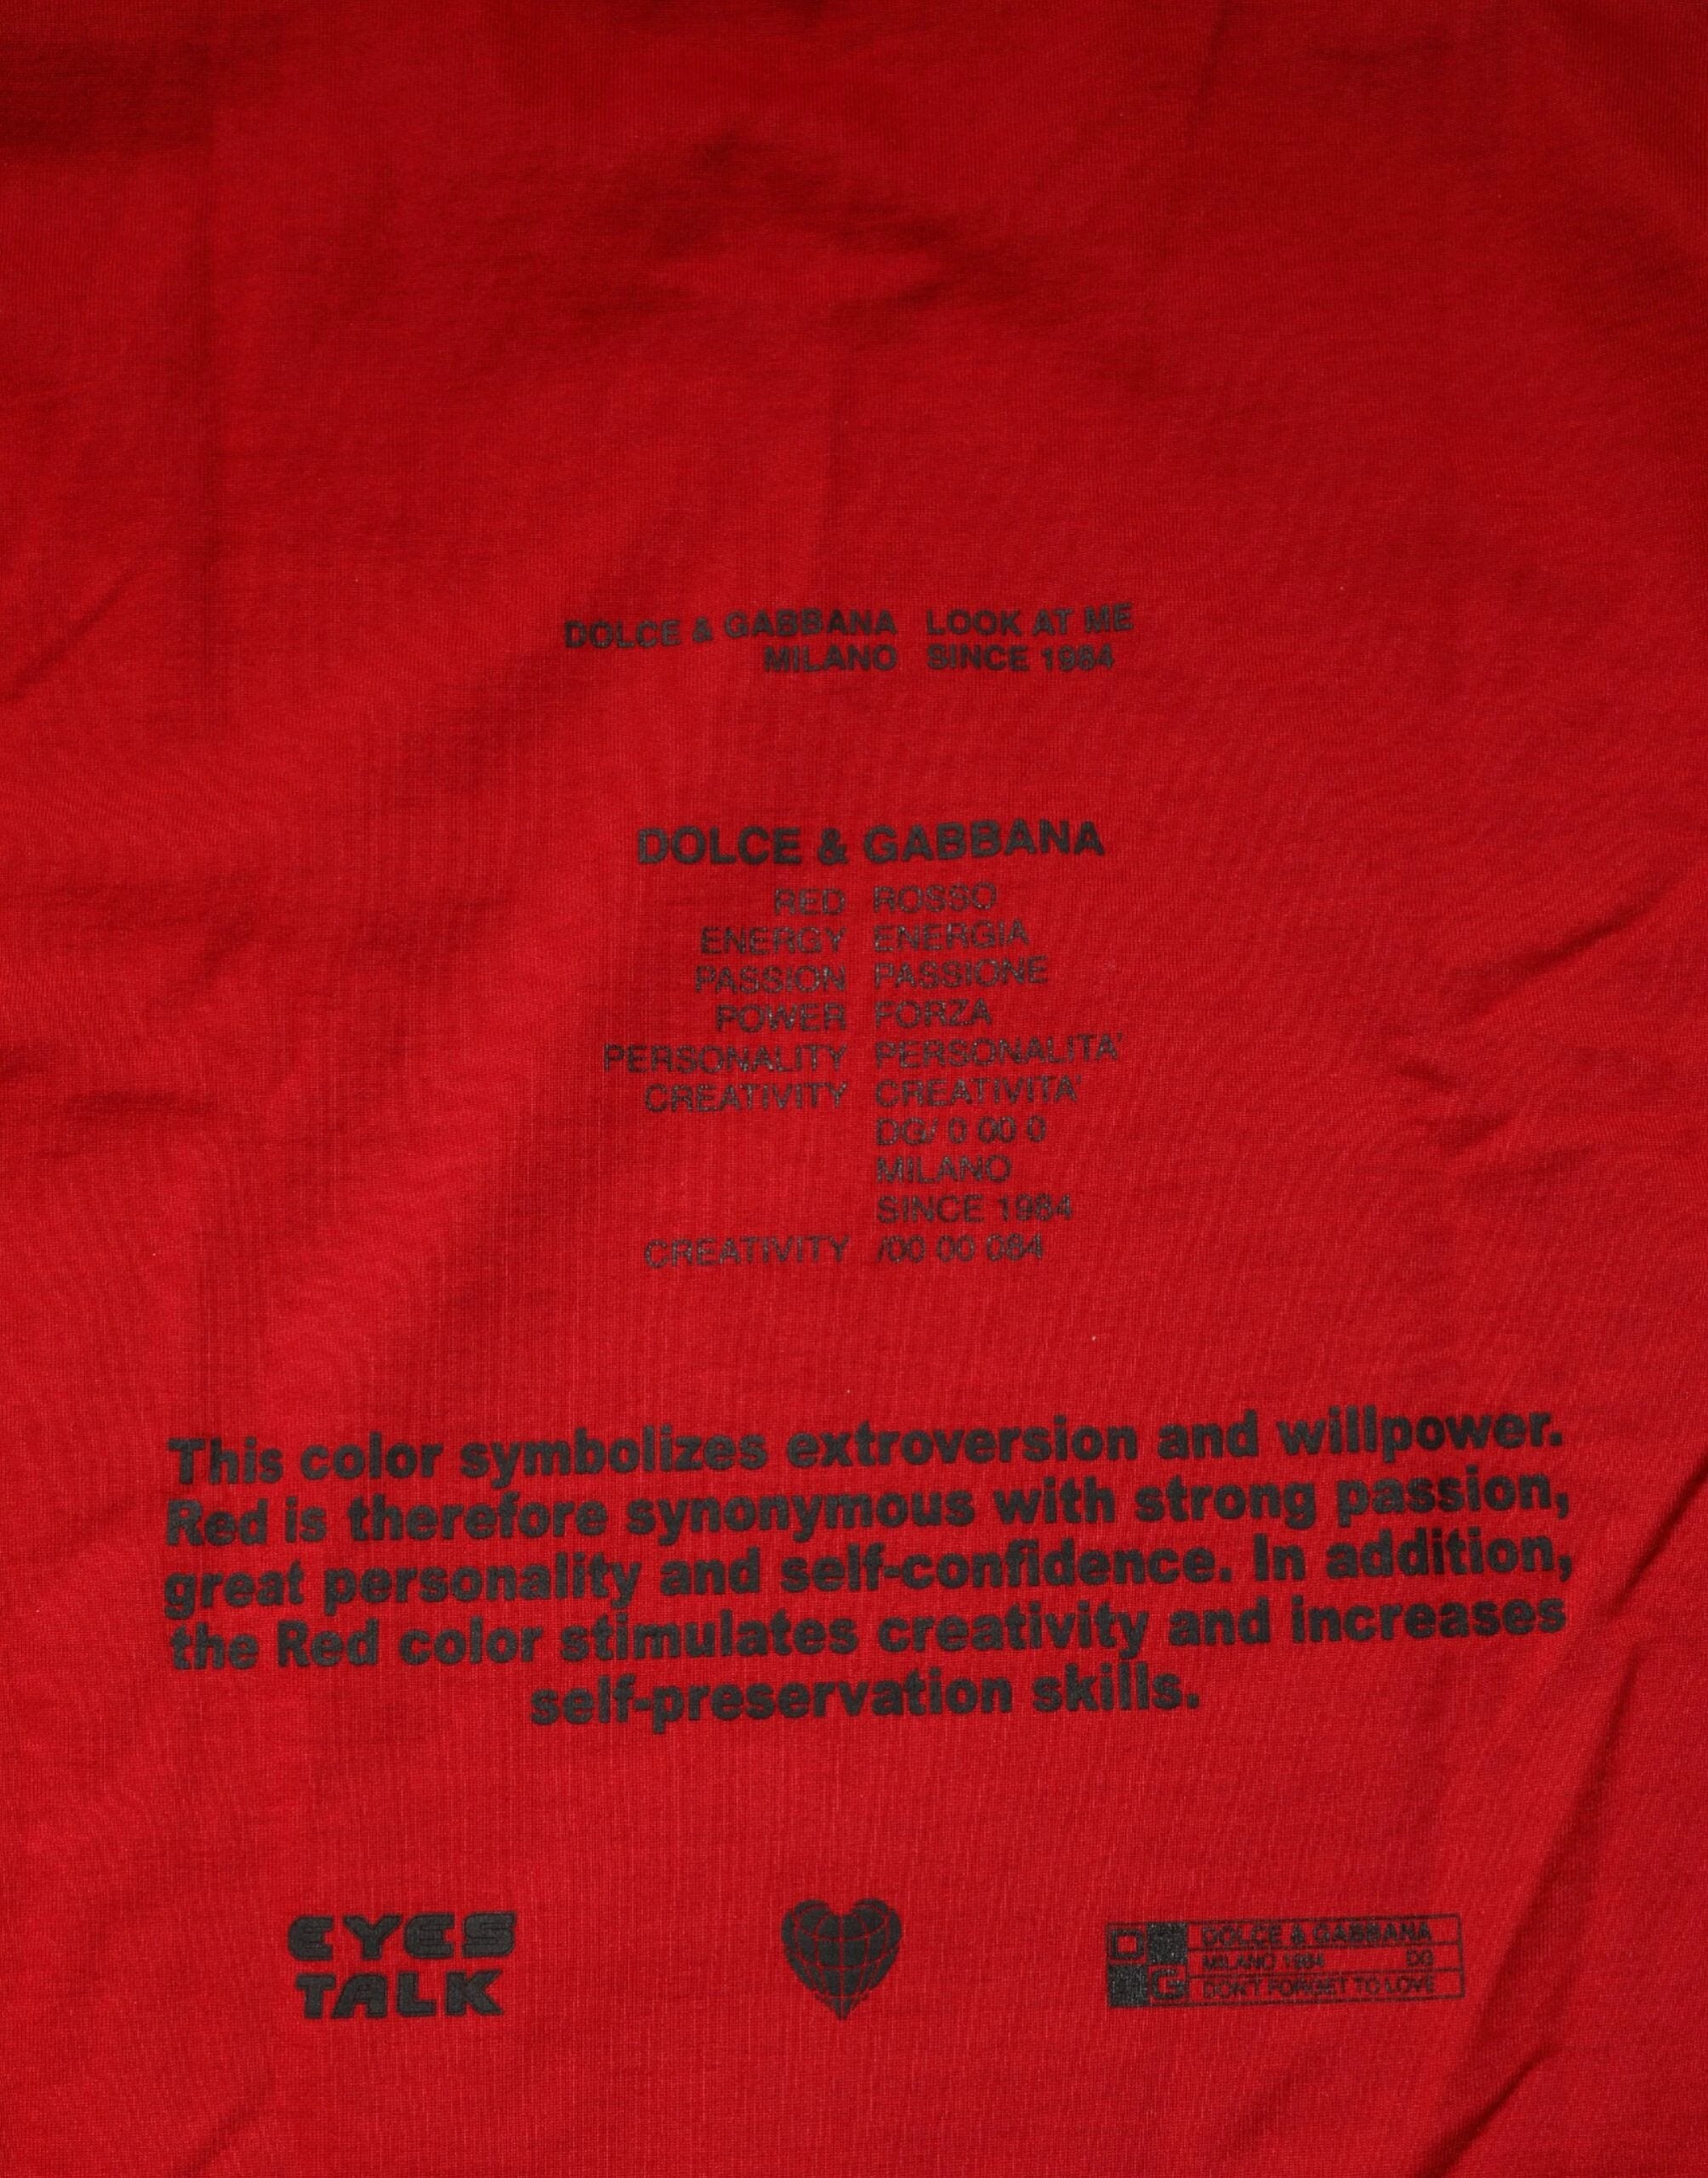 DOLCE & GABBANA LOOK AT ME
MILANO SINCE 1984
DOLCE & GABBANA
RED ROSSO
ENERGY ENERGIA
PASSION PASSIONE
POWER FORZA
PERSONALITY PERSONALITA'
CREATIVITY CREATIVITA'
DG/ 0 00 0
MILANO
SINCE 1984
CREATIVITY /00 00 084
This color symbolizes extroversion and willpower.
Red is therefore synonymous with strong passion,
great personality and self-confidence. In addition,
the Red color stimulates creativity and increases
self-preservation skills.
EYES
TALK
D
G
DOLCE & GABBANA
MILANO 1984 DG
DON'T FORGET TO LOVE